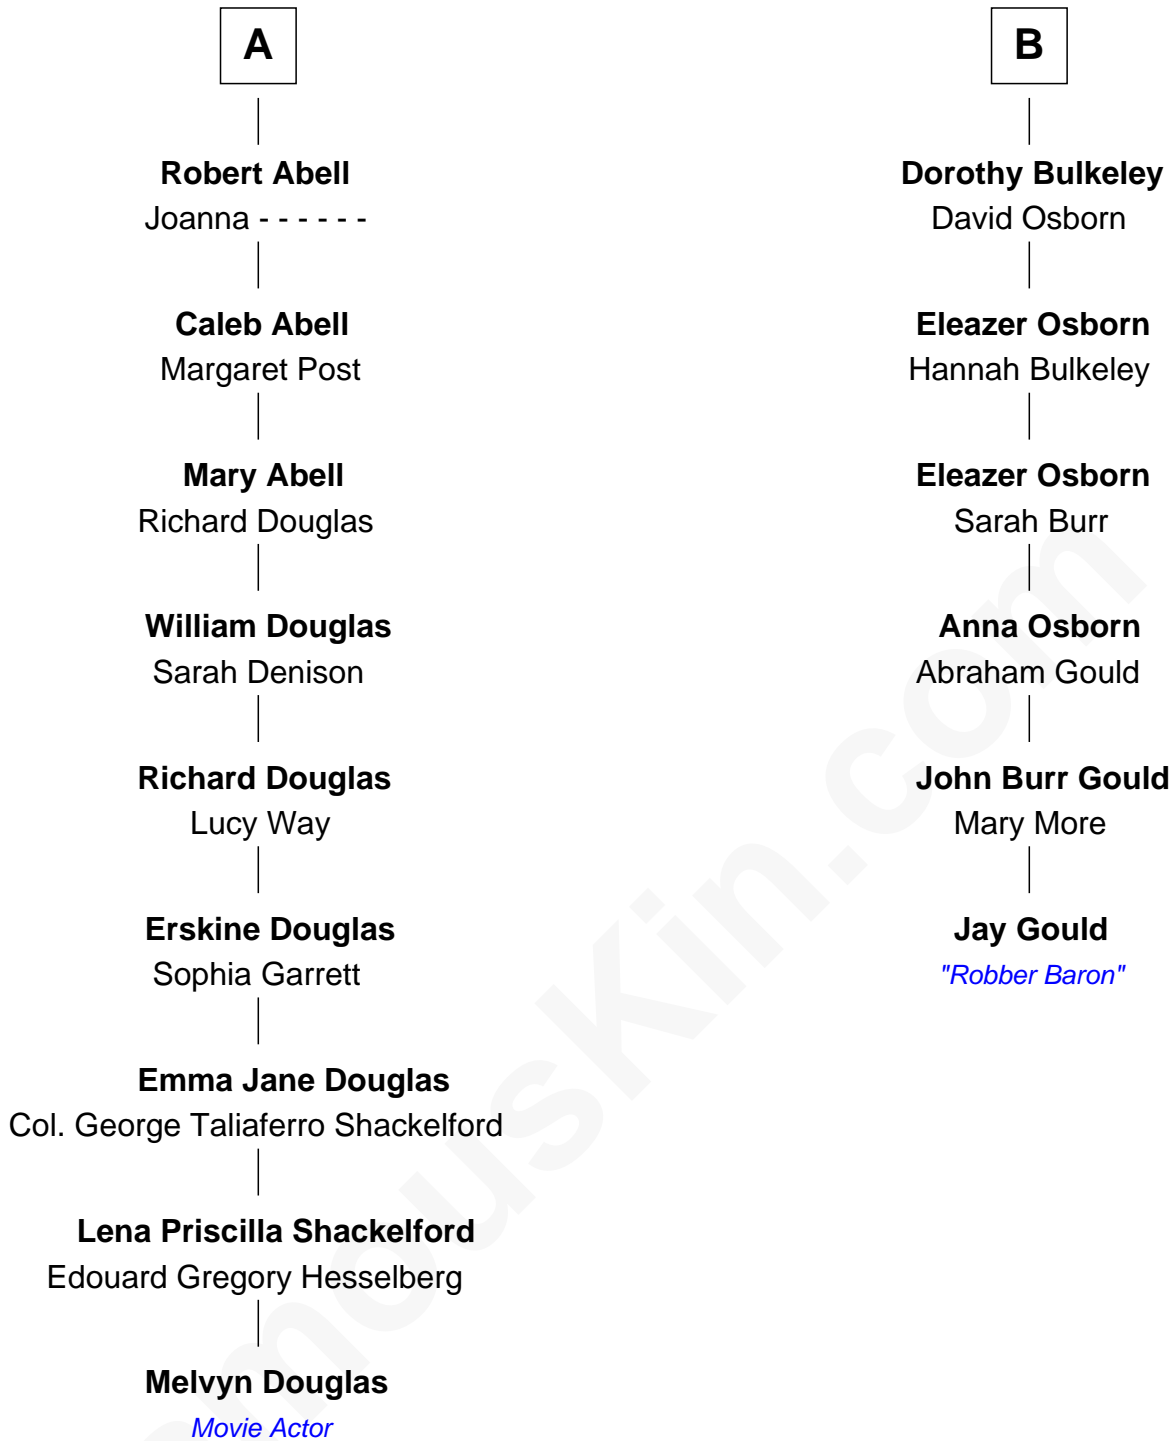 A
Robert Abell
Joanna - - - - - -
Caleb Abell
Margaret Post
Mary Abell
Richard Douglas
William Douglas
Sarah Denison
Richard Douglas
Lucy Way
Erskine Douglas
Sophia Garrett
Emma Jane Douglas
Col. George Taliaferro Shackelford
Lena Priscilla Shackelford
Edouard Gregory Hesselberg
Melvyn Douglas
Movie Actor
B
Dorothy Bulkeley
David Osborn
Eleazer Osborn
Hannah Bulkeley
Eleazer Osborn
Sarah Burr
Anna Osborn
Abraham Gould
John Burr Gould
Mary More
Jay Gould
"Robber Baron"
mousKin.com